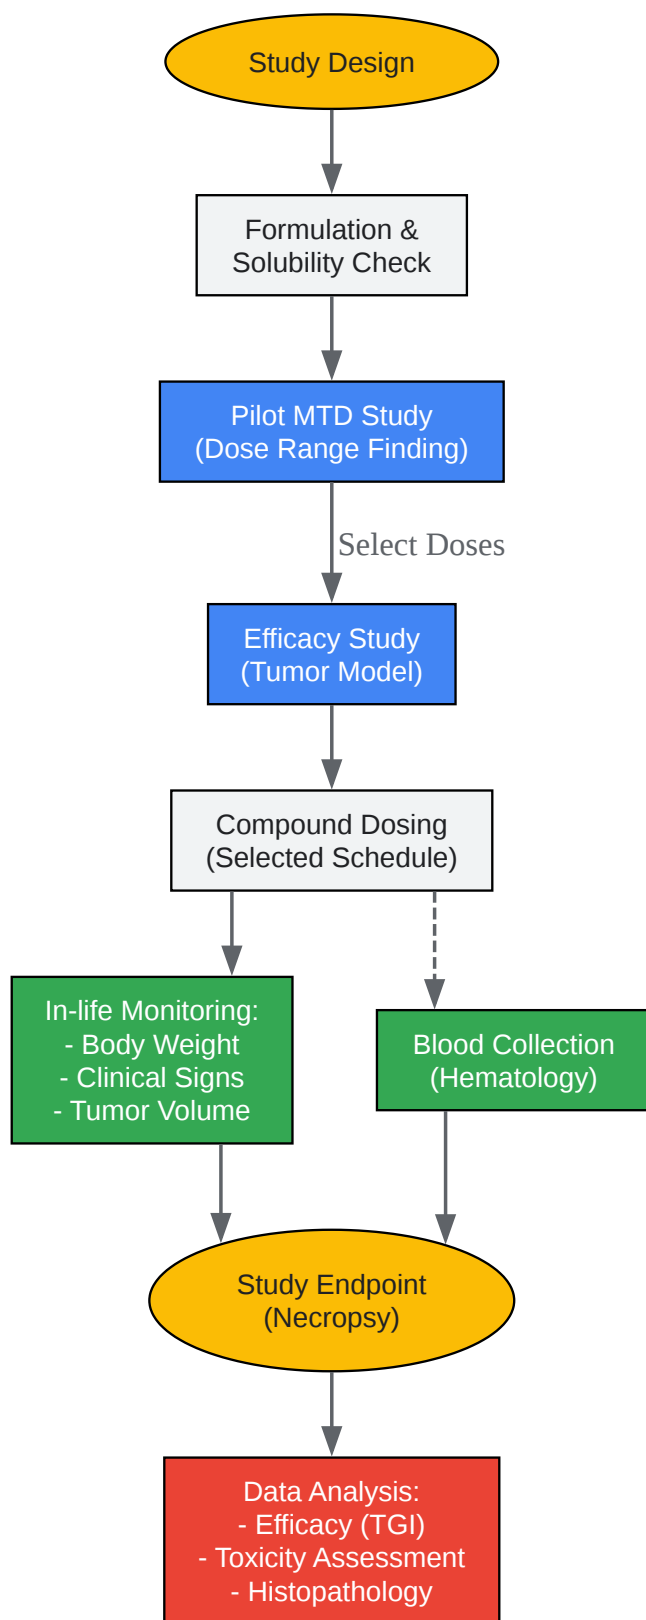 Study Design
Formulation &
Solubility Check
Pilot MTD Study
(Dose Range Finding)
Select Doses
Efficacy Study
(Tumor Model)
Compound Dosing
(Selected Schedule)
In-life Monitoring:
- Body Weight
- Clinical Signs
- Tumor Volume
Blood Collection
(Hematology)
Study Endpoint
(Necropsy)
Data Analysis:
- Efficacy (TGI)
- Toxicity Assessment
- Histopathology